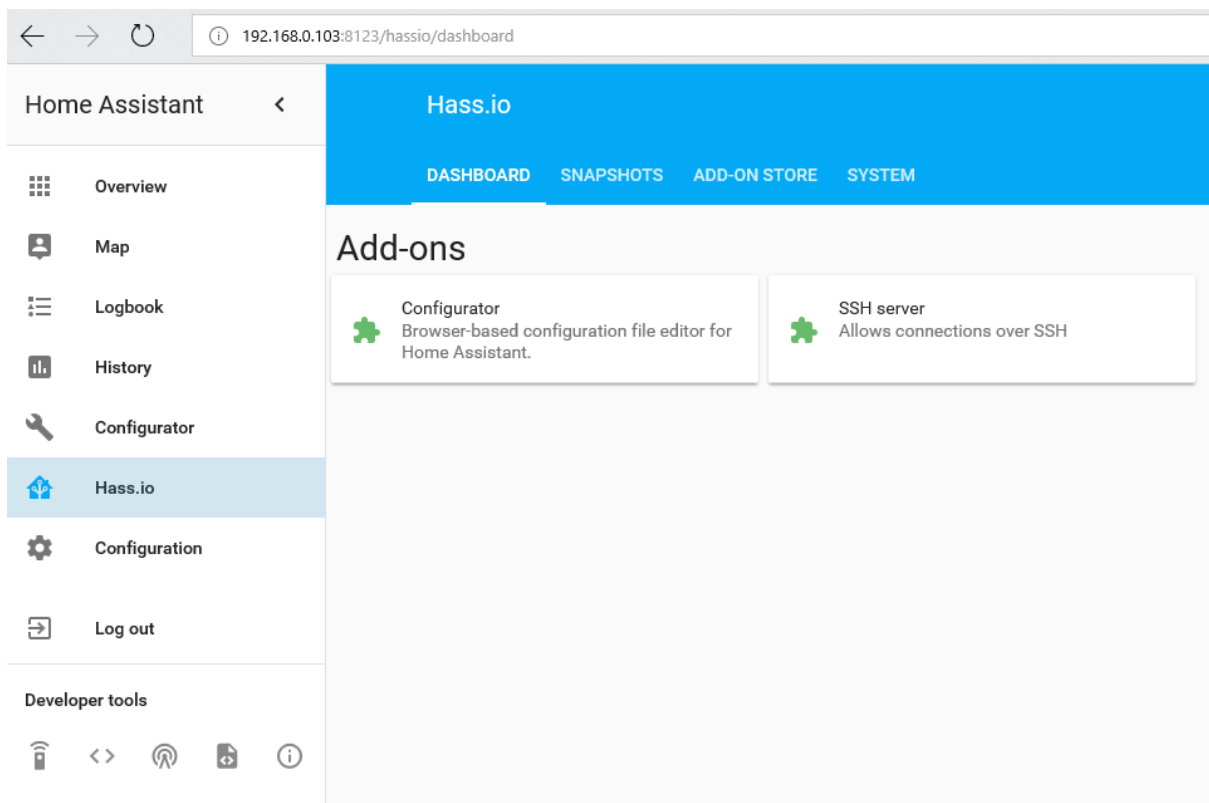 192.168.0.103:8123/hassio/dashboard
Home Assistant
Overview
Map
Logbook
History
Configurator
Hass.io
Configuration
Log out
Developer tools
Hass.io
DASHBOARD SNAPSHOTS ADD-ON STORE SYSTEM
Add-ons
Configurator
Browser-based configuration file editor for
Home Assistant.
SSH server
Allows connections over SSH